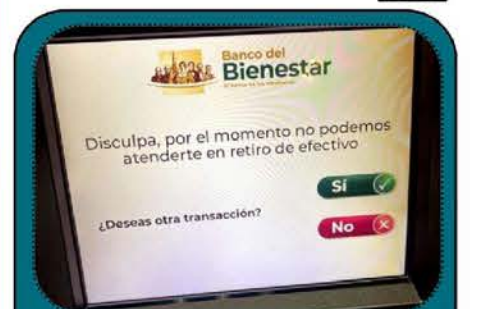 Banco del
Bienestar
Disculpa, por el momento no podemos
atenderte en retiro de efectivo
Sí
¿Deseas otra transacción?
No